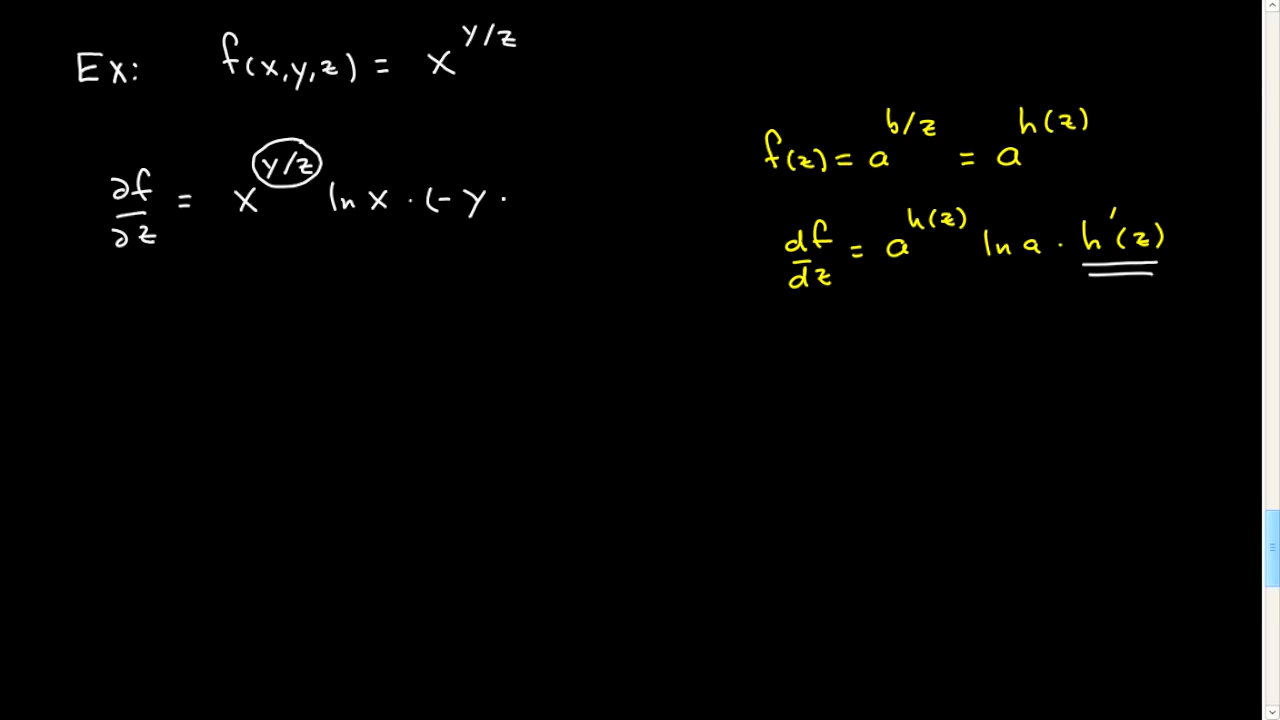 Ex: f(x,y,z) = x^{y/z}
∂f/∂z = x^{y/z} ln x · (- y ·
f(z) = a^{b/z} = a^{h(z)}
df/dz = a^{h(z)} ln a · h'(z)